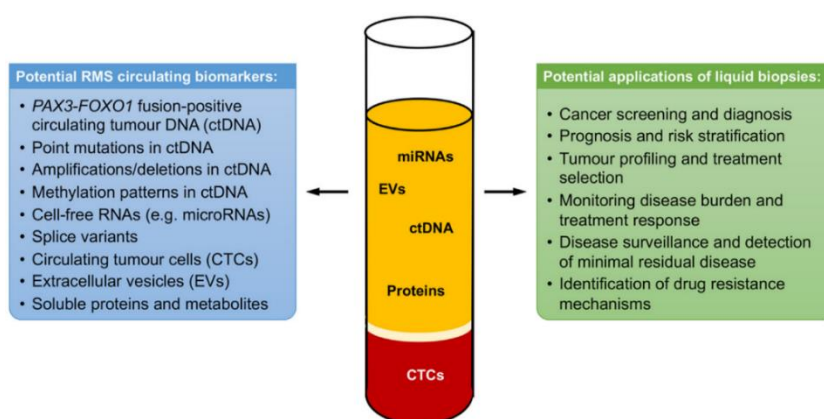 Potential RMS circulating biomarkers:
• PAX3-FOXO1 fusion-positive
circulating tumour DNA (ctDNA)
• Point mutations in ctDNA
• Amplifications/deletions in ctDNA
• Methylation patterns in ctDNA
• Cell-free RNAs (e.g. microRNAs)
• Splice variants
• Circulating tumour cells (CTCs)
• Extracellular vesicles (EVs)
• Soluble proteins and metabolites
miRNAs
EVs
ctDNA
Proteins
CTCs
Potential applications of liquid biopsies:
• Cancer screening and diagnosis
• Prognosis and risk stratification
• Tumour profiling and treatment
selection
• Monitoring disease burden and
treatment response
• Disease surveillance and detection
of minimal residual disease
• Identification of drug resistance
mechanisms